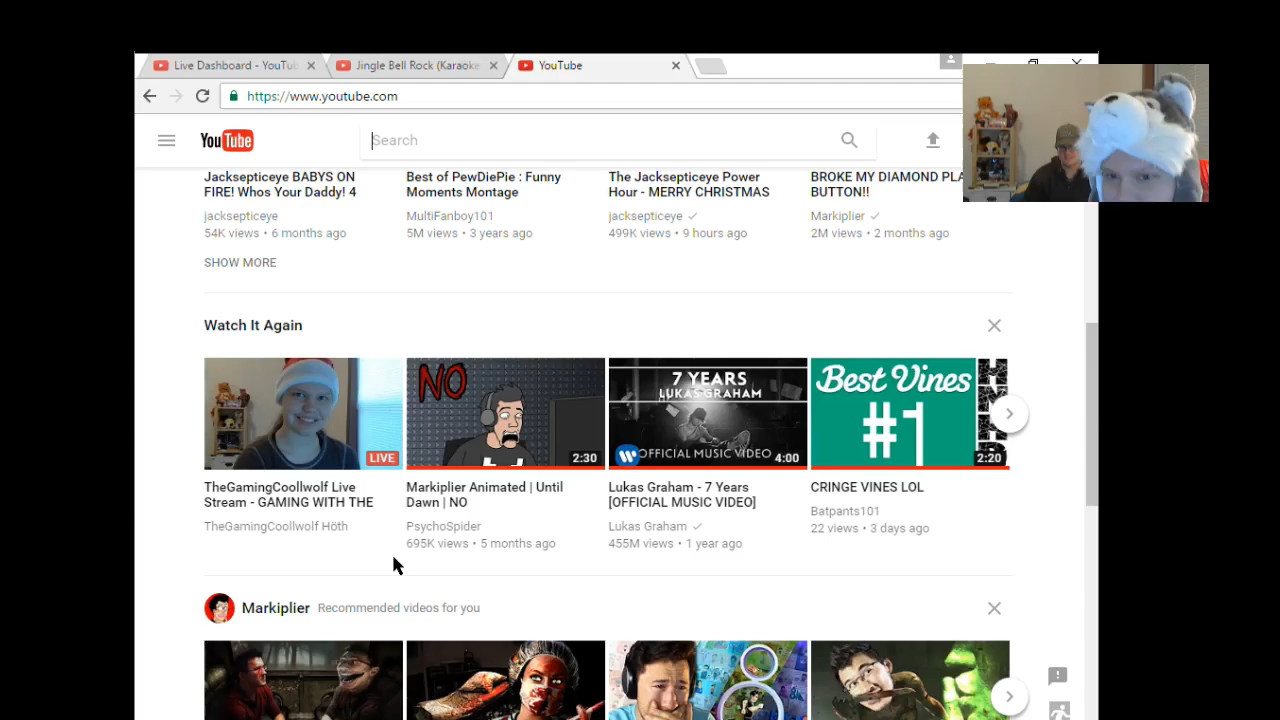 Live Dashboard - YouTub
Jingle Bell Rock (Karaoke
YouTube
https://www.youtube.com
YouTube
Search
Jacksepticeye BABYS ON
FIRE! Whos Your Daddy! 4
jacksepticeye
54K views • 6 months ago
Best of PewDiePie : Funny
Moments Montage
MultiFanboy101
5M views • 3 years ago
The Jacksepticeye Power
Hour - MERRY CHRISTMAS
jacksepticeye
499K views • 9 hours ago
BROKE MY DIAMOND PLA
BUTTON!!
Markiplier
2M views • 2 months ago
SHOW MORE
Watch It Again
LIVE
NO
2:30
7 YEARS
LUKAS GRAHAM
OFFICIAL MUSIC VIDEO
4:00
Best Vines
#1
2:20
TheGamingCoollwolf Live
Stream - GAMING WITH THE
TheGamingCoollwolf Höth
Markiplier Animated | Until
Dawn | NO
PsychoSpider
695K views • 5 months ago
Lukas Graham - 7 Years
[OFFICIAL MUSIC VIDEO]
Lukas Graham
455M views • 1 year ago
CRINGE VINES LOL
Batpants101
22 views • 3 days ago
Markiplier Recommended videos for you